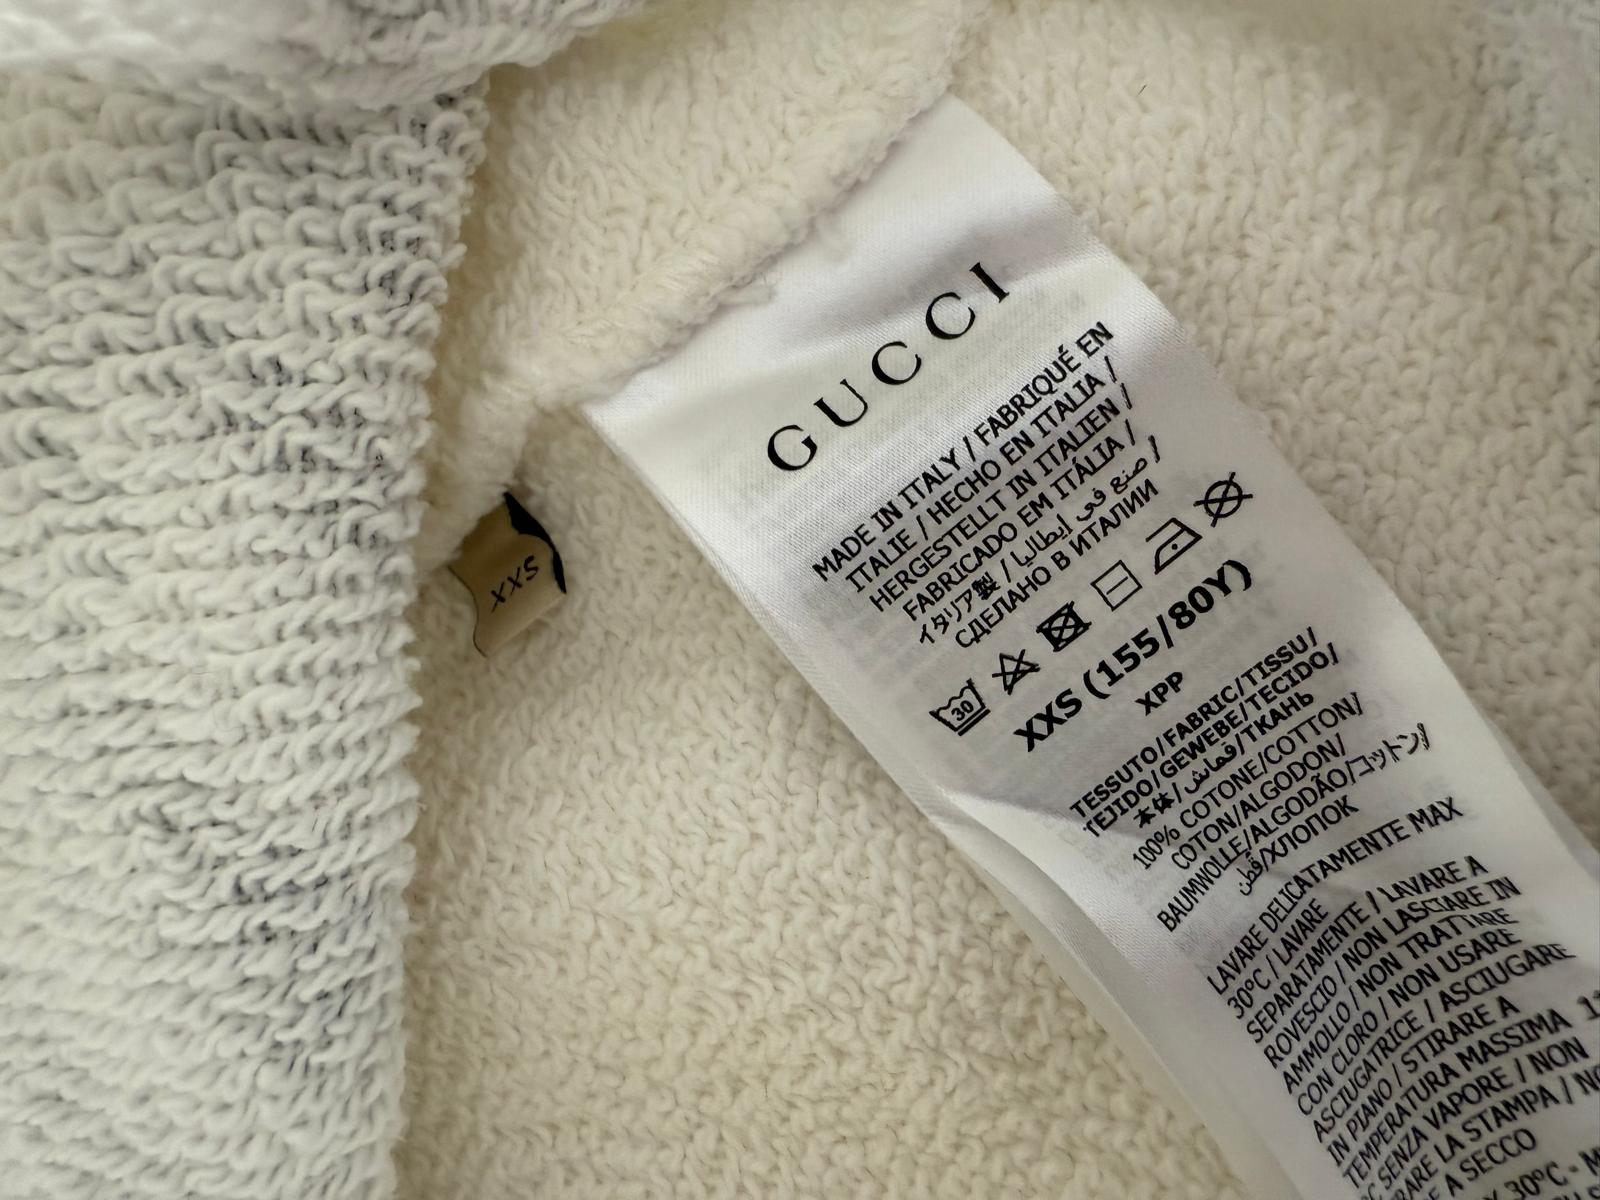 GUCCI
MADE IN ITALY / FABRIQUÉ EN
ITALIE / HECHO EN ITALIA /
HERGESTELLT IN ITALIEN /
FABRICADO EM ITÁLIA /
イタリア製 / صنع في إيطاليا /
СДЕЛАНО В ИТАЛИИ
30
XXS (155/80Y)
XPP
TESSUTO/FABRIC/TISSU/
TEJIDO/GEWEBE/TECIDO/
本体/قماش/ТКАНЬ
100% COTONE/COTTON/
COTON/ALGODON/
BAUMWOLLE/ALGODÃO/コットン/
قطن/ХЛОПОК
LAVARE DELICATAMENTE MAX
30°C / LAVARE
SEPARATAMENTE / LAVARE A
ROVESCIO / NON LASCIARE IN
AMMOLLO / NON TRATTARE
CON CLORO / NON USARE
ASCIUGATRICE / ASCIUGARE
IN PIANO / STIRARE A
TEMPERATURA MASSIMA
SENZA VAPORE / NON
LA STAMPA /
A SECCO
30°C -
XXS